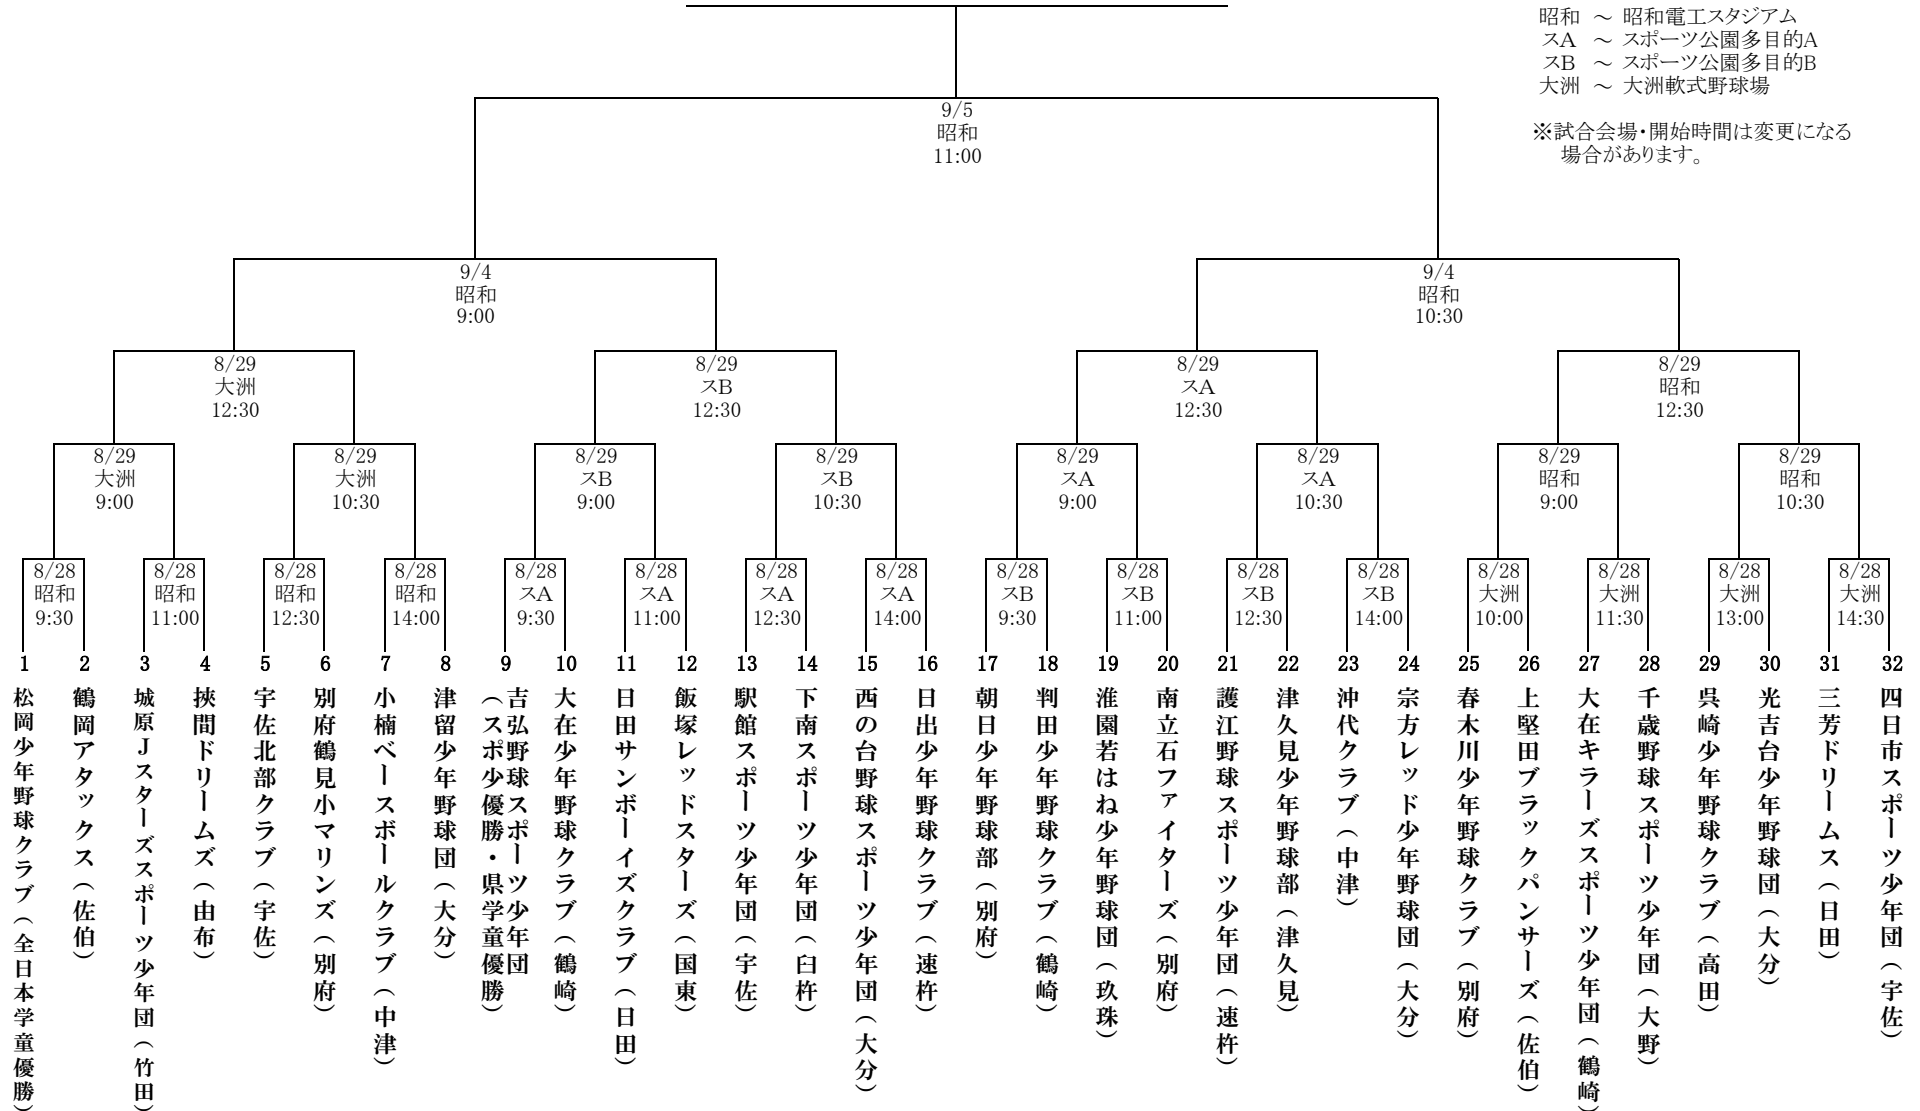 昭和 ～ 昭和電工スタジアム
スA ～ スポーツ公園多目的A
スB ～ スポーツ公園多目的B
大洲 ～ 大洲軟式野球場
※試合会場・開始時間は変更になる
場合があります。
9/5
昭和
11:00
9/4
昭和
9:00
9/4
昭和
10:30
8/29
大洲
12:30
8/29
スB
12:30
8/29
スA
12:30
8/29
昭和
12:30
8/29
大洲
9:00
8/29
大洲
10:30
8/29
スB
9:00
8/29
スB
10:30
8/29
スA
9:00
8/29
スA
10:30
8/29
昭和
9:00
8/29
昭和
10:30
8/28
昭和
9:30
8/28
昭和
11:00
8/28
昭和
12:30
8/28
昭和
14:00
8/28
スA
9:30
8/28
スA
11:00
8/28
スA
12:30
8/28
スA
14:00
8/28
スB
9:30
8/28
スB
11:00
8/28
スB
12:30
8/28
スB
14:00
8/28
大洲
10:00
8/28
大洲
11:30
8/28
大洲
13:00
8/28
大洲
14:30
1
松岡少年野球クラブ（全日本学童優勝）
2
鶴岡アタックス（佐伯）
3
城原Jスターズスポーツ少年団（竹田）
4
挾間ドリームズ（由布）
5
宇佐北部クラブ（宇佐）
6
別府鶴見小マリンズ（別府）
7
小楠ベースボールクラブ（中津）
8
津留少年野球団（大分）
9
吉弘野球スポーツ少年団
（スポ少優勝・県学童優勝）
10
大在少年野球クラブ（鶴崎）
11
日田サンボーイズクラブ（日田）
12
飯塚レッドスターズ（国東）
13
駅館スポーツ少年団（宇佐）
14
下南スポーツ少年団（臼杵）
15
西の台野球スポーツ少年団（大分）
16
日出少年野球クラブ（速杵）
17
朝日少年野球部（別府）
18
判田少年野球クラブ（鶴崎）
19
淮園若はね少年野球団（玖珠）
20
南立石ファイターズ（別府）
21
護江野球スポーツ少年団（速杵）
22
津久見少年野球部（津久見）
23
沖代クラブ（中津）
24
宗方レッド少年野球団（大分）
25
春木川少年野球クラブ（別府）
26
上堅田ブラックパンサーズ（佐伯）
27
大在キラーズスポーツ少年団（鶴崎）
28
千歳野球スポーツ少年団（大野）
29
呉崎少年野球クラブ（高田）
30
光吉台少年野球団（大分）
31
三芳ドリームス（日田）
32
四日市スポーツ少年団（宇佐）